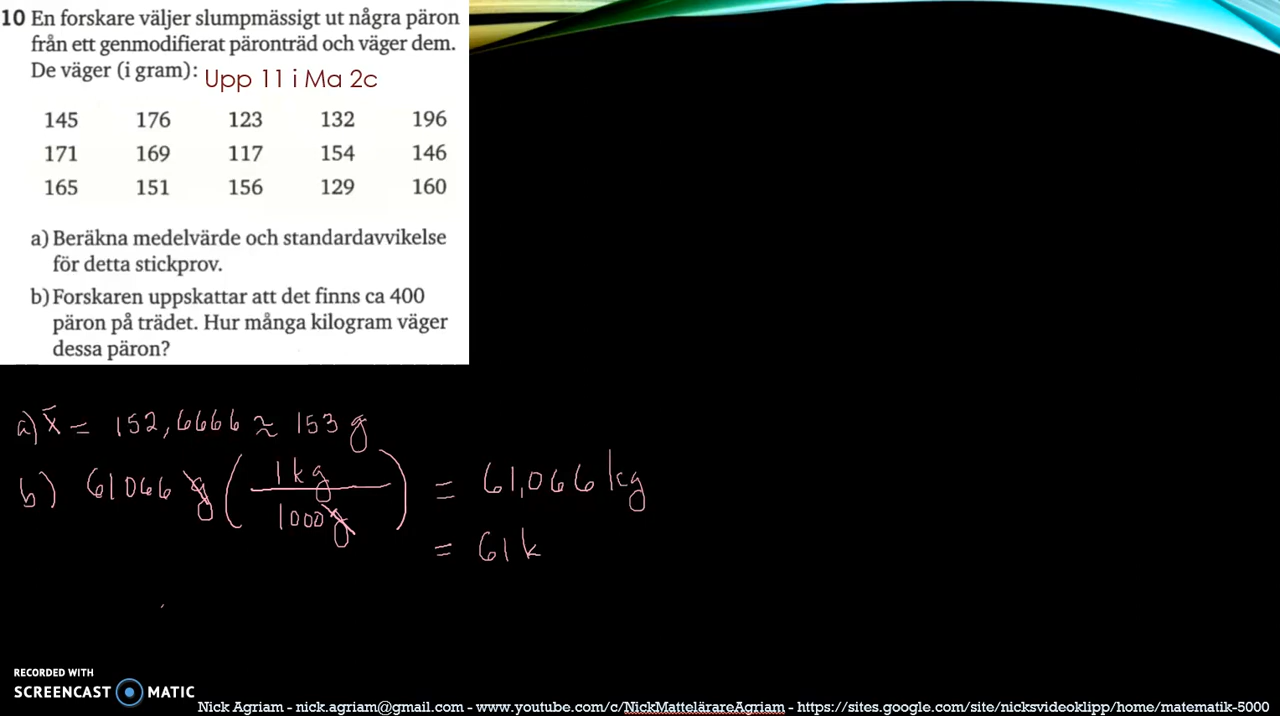 10 En forskare väljer slumpmässigt ut några päron
från ett genmodifierat päronträd och väger dem.
De väger (i gram): Upp 11 i Ma 2c
145 176 123 132 196
171 169 117 154 146
165 151 156 129 160
a) Beräkna medelvärde och standardavvikelse
för detta stickprov.
b) Forskaren uppskattar att det finns ca 400
päron på trädet. Hur många kilogram väger
dessa päron?
a) x̄ = 152,6666 ≈ 153 g
b) 61066 g (1 kg / 1000 g) = 61,066 kg
= 61 k
RECORDED WITH
SCREENCAST MATIC
Nick Agriam - nick.agriam@gmail.com - www.youtube.com/c/NickMattelärareAgriam - https://sites.google.com/site/nicksvideoklipp/home/matematik-5000